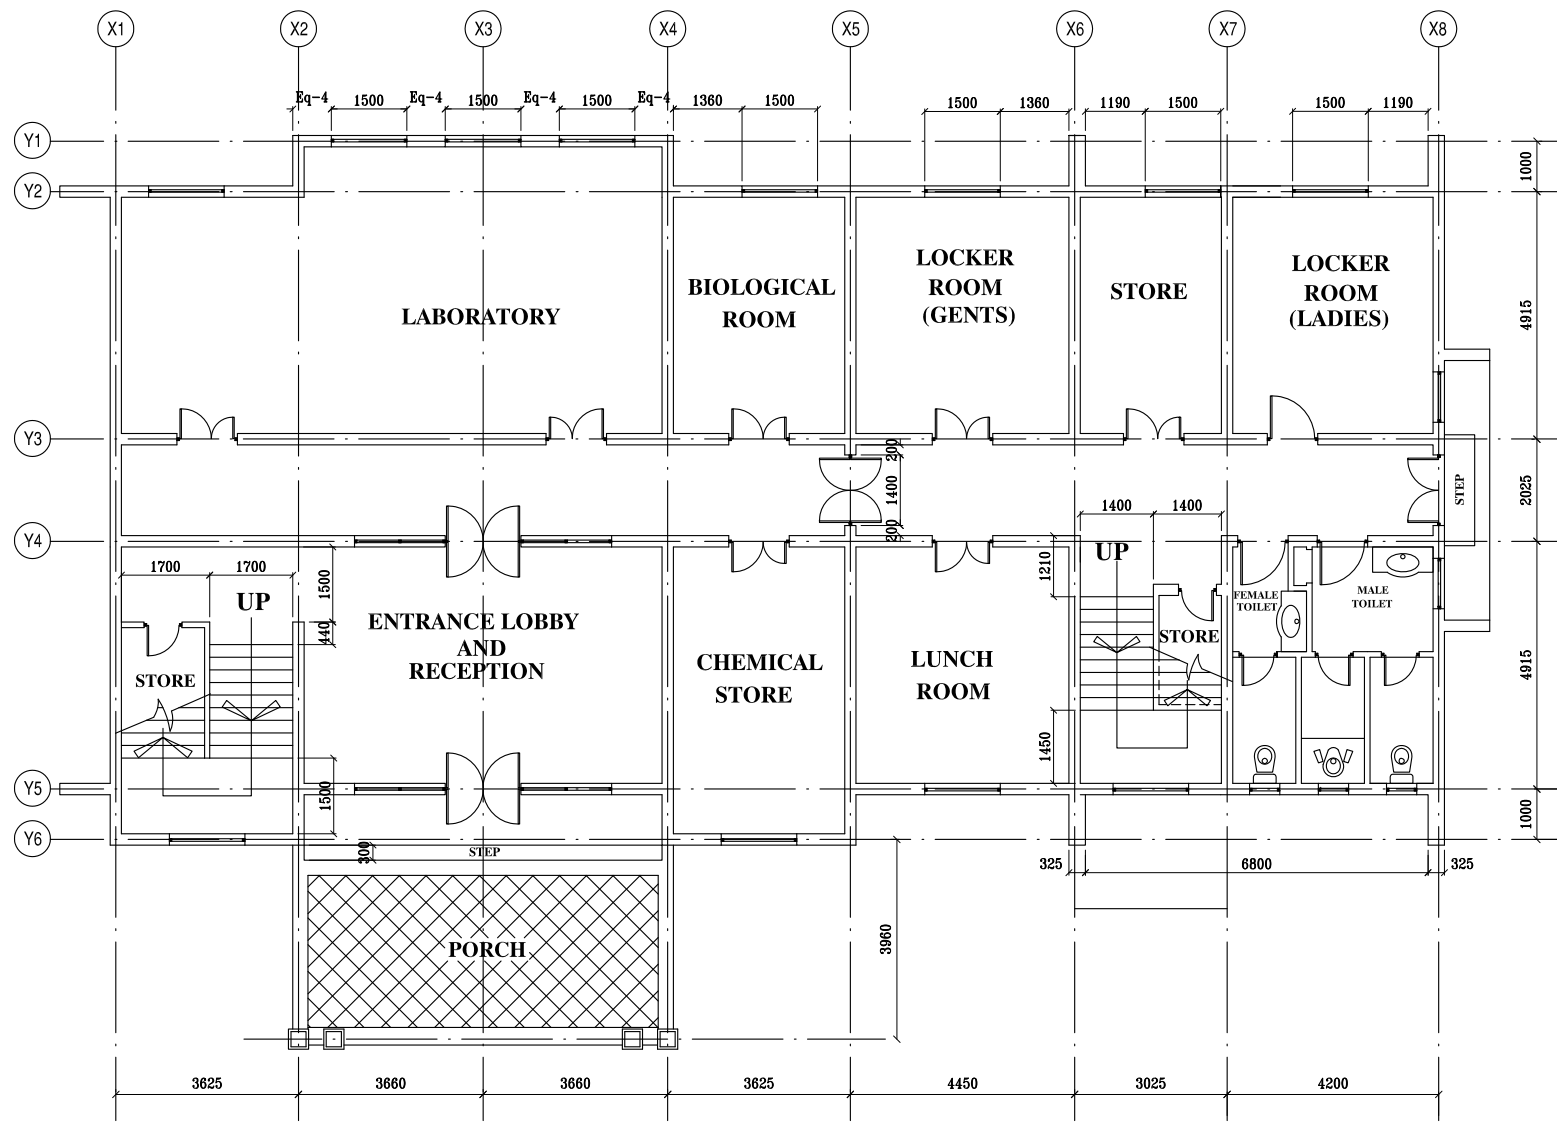 X1 X2 X3 X4 X5 X6 X7 X8
Eq-4 1500 Eq-4 1500 Eq-4 1500 Eq-4 1360 1500 1500 1360 1190 1500 1500 1190
Y1
1000
Y2
LABORATORY
BIOLOGICAL
ROOM
LOCKER
ROOM
(GENTS)
STORE
LOCKER
ROOM
(LADIES)
4915
Y3
200
1400
200
STEP
2025
Y4
1700 1700
UP
1500
440
STORE
1500
ENTRANCE LOBBY
AND
RECEPTION
CHEMICAL
STORE
LUNCH
ROOM
1400 1400
UP
1210
STORE
1450
FEMALE
TOILET
MALE
TOILET
4915
Y5
1000
Y6
300
STEP
325 6800 325
3960
PORCH
3625 3660 3660 3625 4450 3025 4200